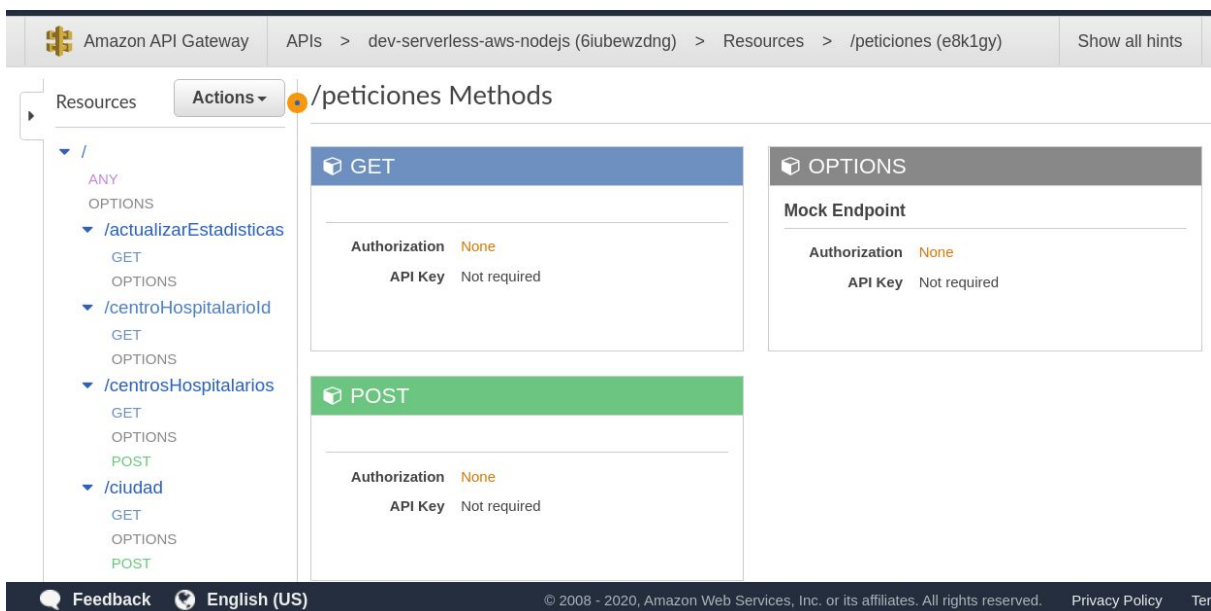 Amazon API Gateway APIs > dev-serverless-aws-nodejs (6iubewzdng) > Resources > /peticiones (e8k1gy) Show all hints
Resources Actions
/
ANY
OPTIONS
/actualizarEstadisticas
GET
OPTIONS
/centroHospitalarioId
GET
OPTIONS
/centrosHospitalarios
GET
OPTIONS
POST
/ciudad
GET
OPTIONS
POST
/peticiones Methods
GET
Authorization None
API Key Not required
OPTIONS
Mock Endpoint
Authorization None
API Key Not required
POST
Authorization None
API Key Not required
Feedback English (US) © 2008 - 2020, Amazon Web Services, Inc. or its affiliates. All rights reserved. Privacy Policy Ter